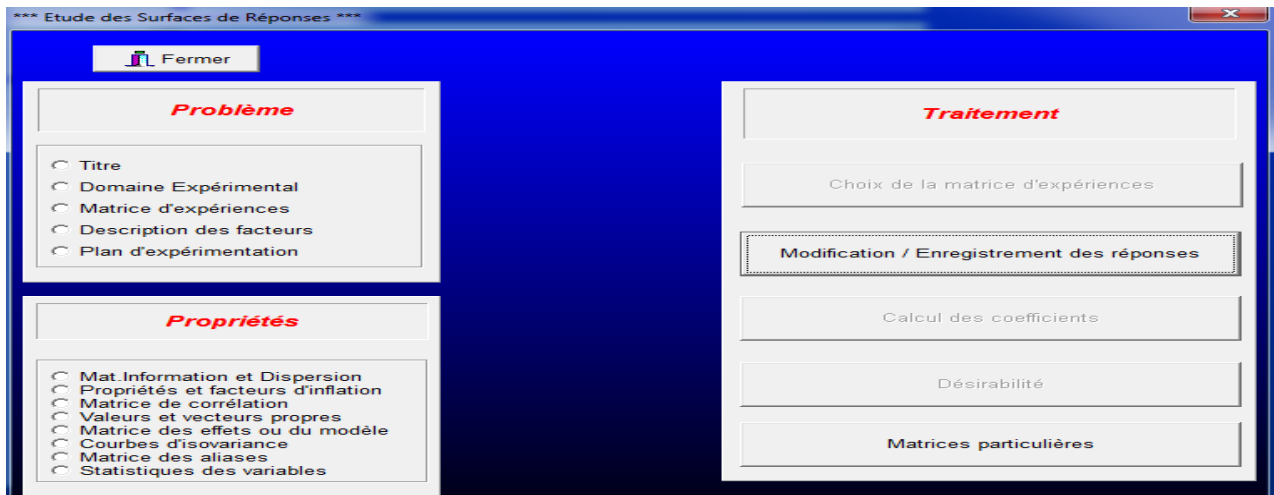 *** Etude des Surfaces de Réponses ***
Fermer
Problème
Titre
Domaine Expérimental
Matrice d'expériences
Description des facteurs
Plan d'expérimentation
Propriétés
Mat.Information et Dispersion
Propriétés et facteurs d'inflation
Matrice de corrélation
Valeurs et vecteurs propres
Matrice des effets ou du modèle
Courbes d'isovariance
Matrice des aliases
Statistiques des variables
Traitement
Choix de la matrice d'expériences
Modification / Enregistrement des réponses
Calcul des coefficients
Désirabilité
Matrices particulières